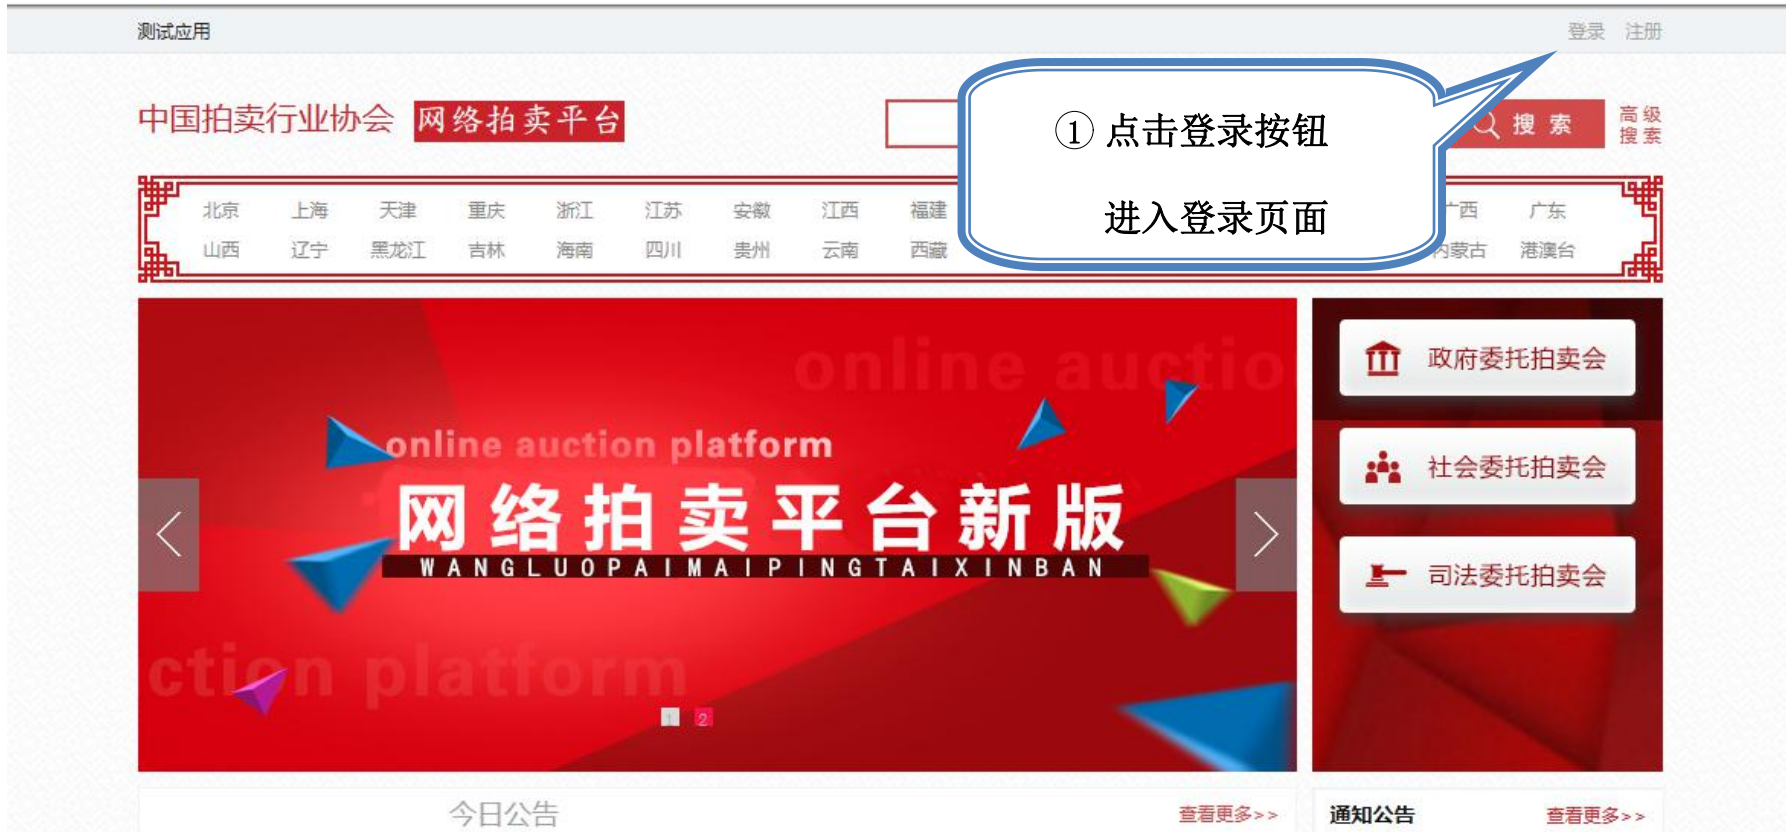 测试应用
登录 注册
中国拍卖行业协会 网络拍卖平台
搜索
高级
搜索
① 点击登录按钮
进入登录页面
北京 上海 天津 重庆 浙江 江苏 安徽 江西 福建 广西 广东
山西 辽宁 黑龙江 吉林 海南 四川 贵州 云南 西藏 内蒙古 港澳台
online auctio
online auction platform
网络拍卖平台新版
WANGLUOPAIMAIPINGTAIXINBAN
ction platform
1 2
政府委托拍卖会
社会委托拍卖会
司法委托拍卖会
今日公告 查看更多>>
通知公告 查看更多>>